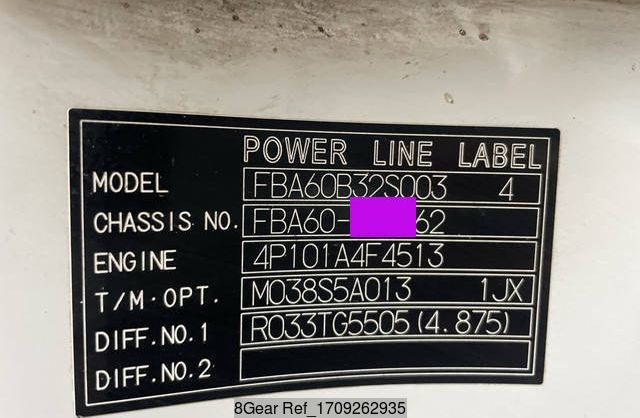 POWER LINE LABEL
MODEL FBA60B32S003 4
CHASSIS NO. FBA60- 62
ENGINE 4P101A4F4513
T/M·OPT. M038S5A013 1JX
DIFF.NO.1 R033TG5505(4.875)
DIFF.NO.2
8Gear Ref_1709262935